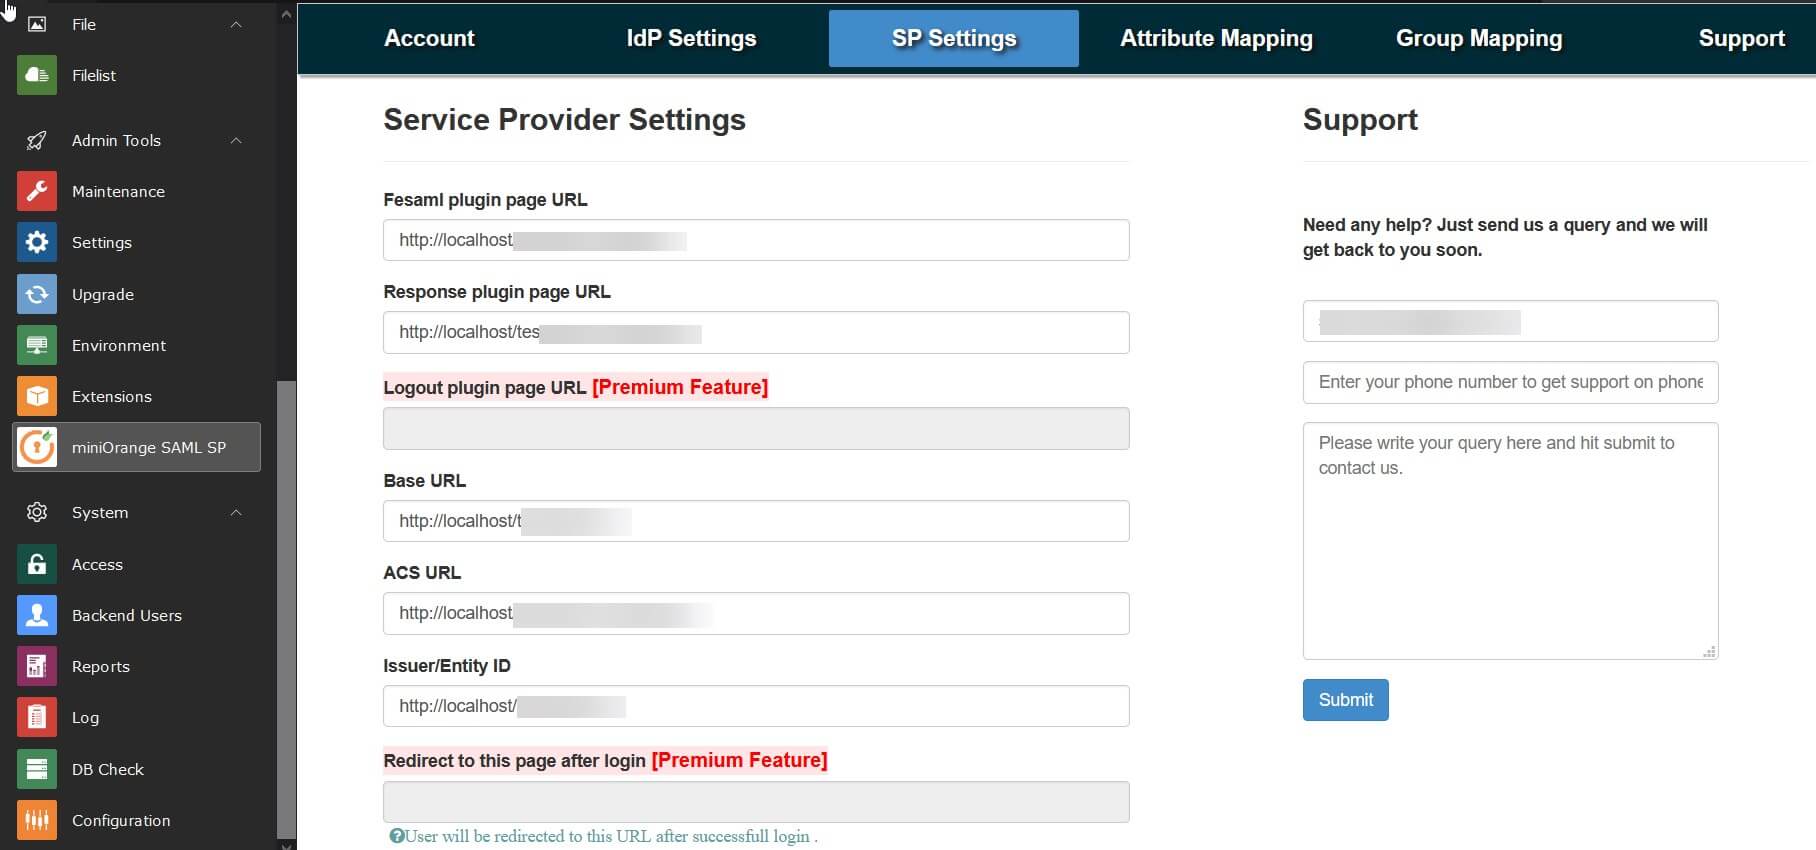 File
Filelist
Admin Tools
Maintenance
Settings
Upgrade
Environment
Extensions
miniOrange SAML SP
System
Access
Backend Users
Reports
Log
DB Check
Configuration
Account IdP Settings SP Settings Attribute Mapping Group Mapping Support
Service Provider Settings
Fesaml plugin page URL
http://localhost
Response plugin page URL
http://localhost/tes
Logout plugin page URL [Premium Feature]
Base URL
http://localhost/t
ACS URL
http://localhost
Issuer/Entity ID
http://localhost/
Redirect to this page after login [Premium Feature]
User will be redirected to this URL after successfull login .
Support
Need any help? Just send us a query and we will
get back to you soon.
Enter your phone number to get support on phone
Please write your query here and hit submit to
contact us.
Submit